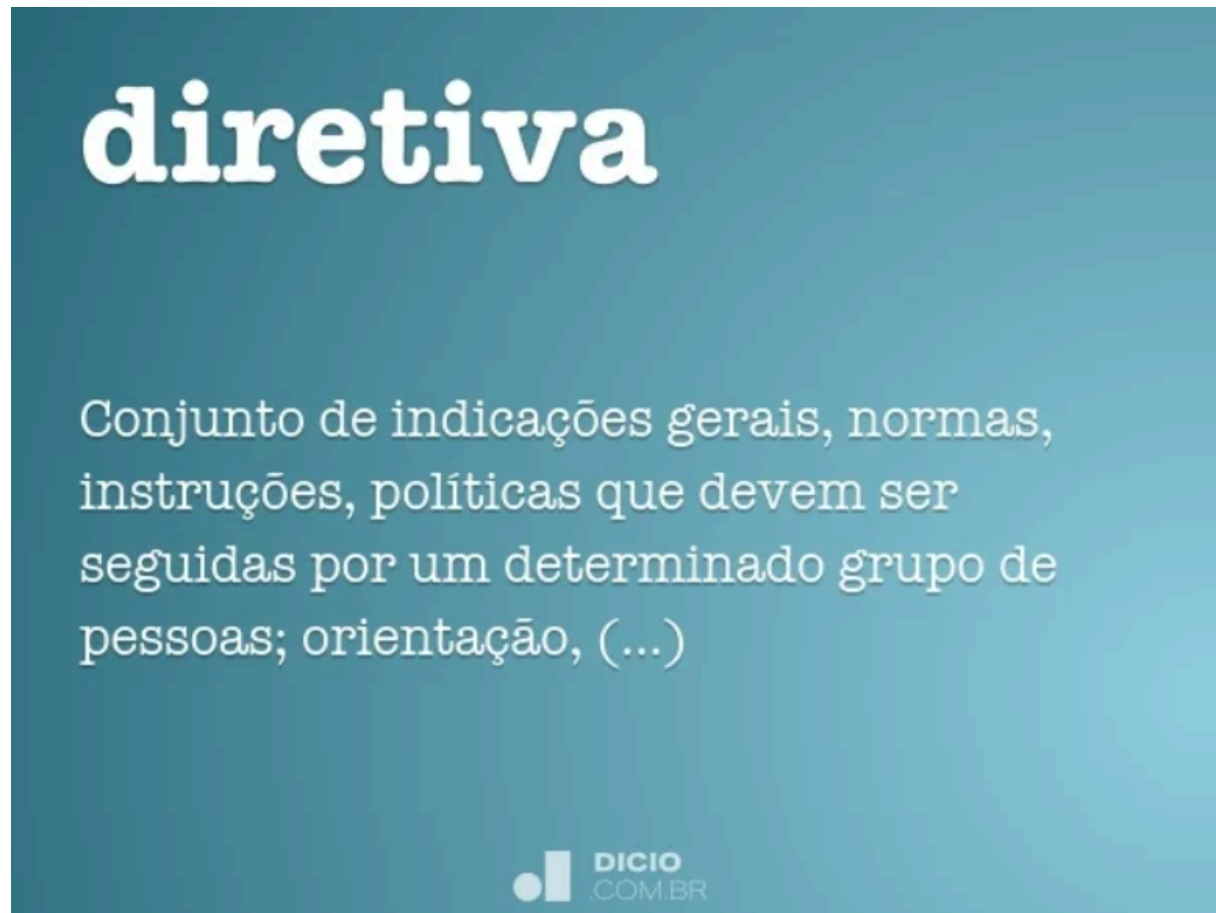 diretiva
Conjunto de indicações gerais, normas,
instruções, políticas que devem ser
seguidas por um determinado grupo de
pessoas; orientação, (...)
DICIO
.COM.BR